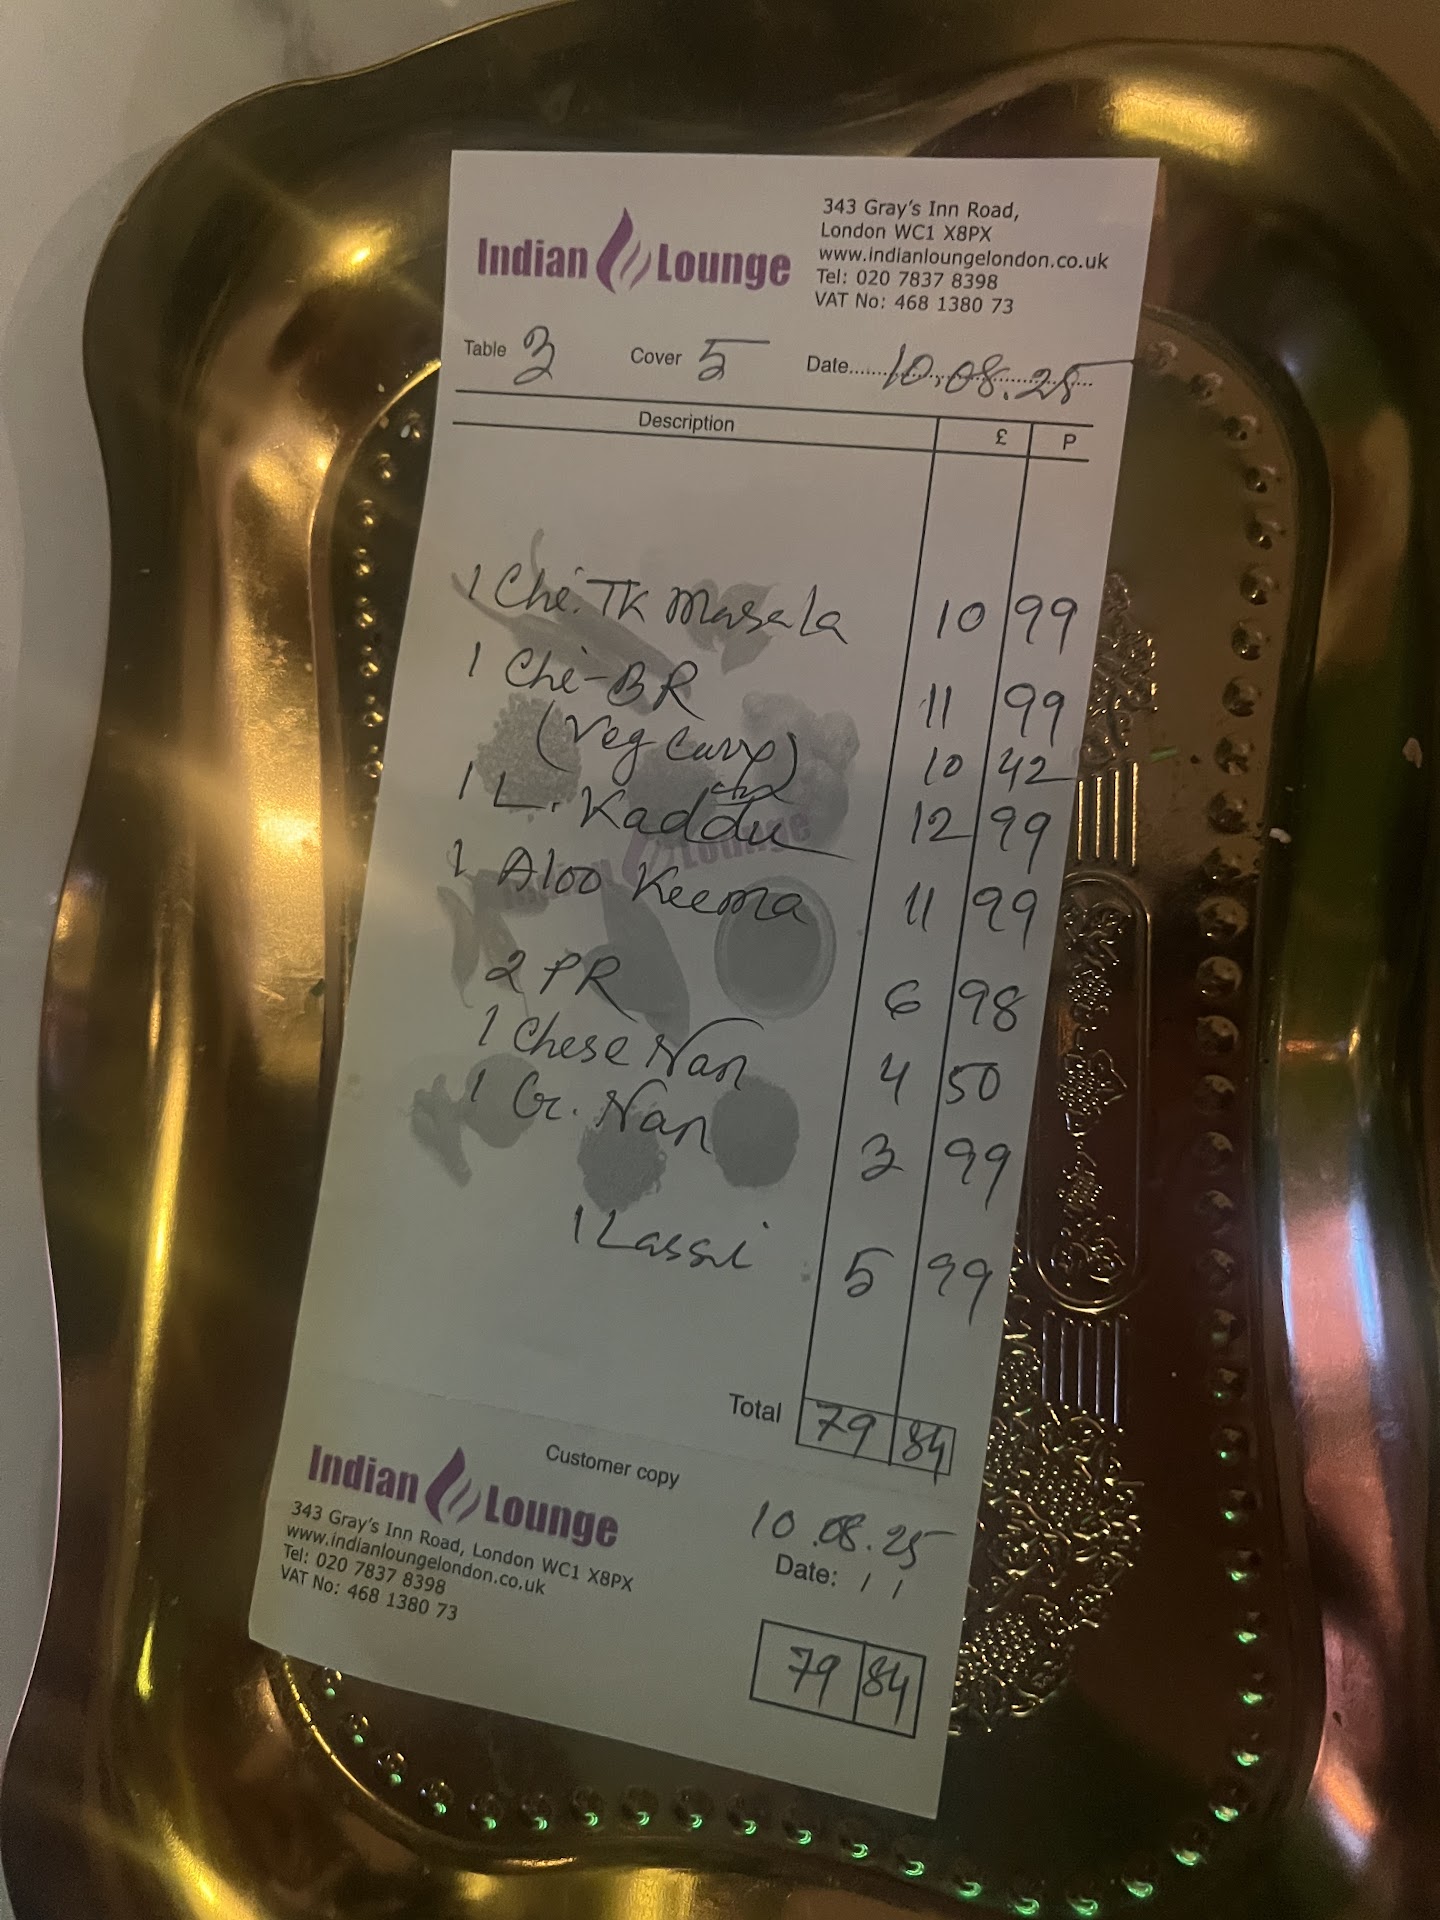 Indian Lounge
343 Gray's Inn Road,
London WC1 X8PX
www.indianloungelondon.co.uk
Tel: 020 7837 8398
VAT No: 468 1380 73
Table 3 Cover 5 Date....... 10.08.25
Description £ P
1 Che. TK Masala 10 99
1 Che-BR 11 99
(Veg Curry) 10 42
1 L. Kaddu 12 99
1 Aloo Keema 11 99
2 PR 6 98
1 Chese Nan 4 50
1 Gr. Nan 3 99
1 Lassi 5 99
Indian Lounge
Total 79 84
Customer copy
Indian Lounge
343 Gray's Inn Road, London WC1 X8PX
www.indianloungelondon.co.uk
Tel: 020 7837 8398
VAT No: 468 1380 73
10.08.25
Date: / /
79 84